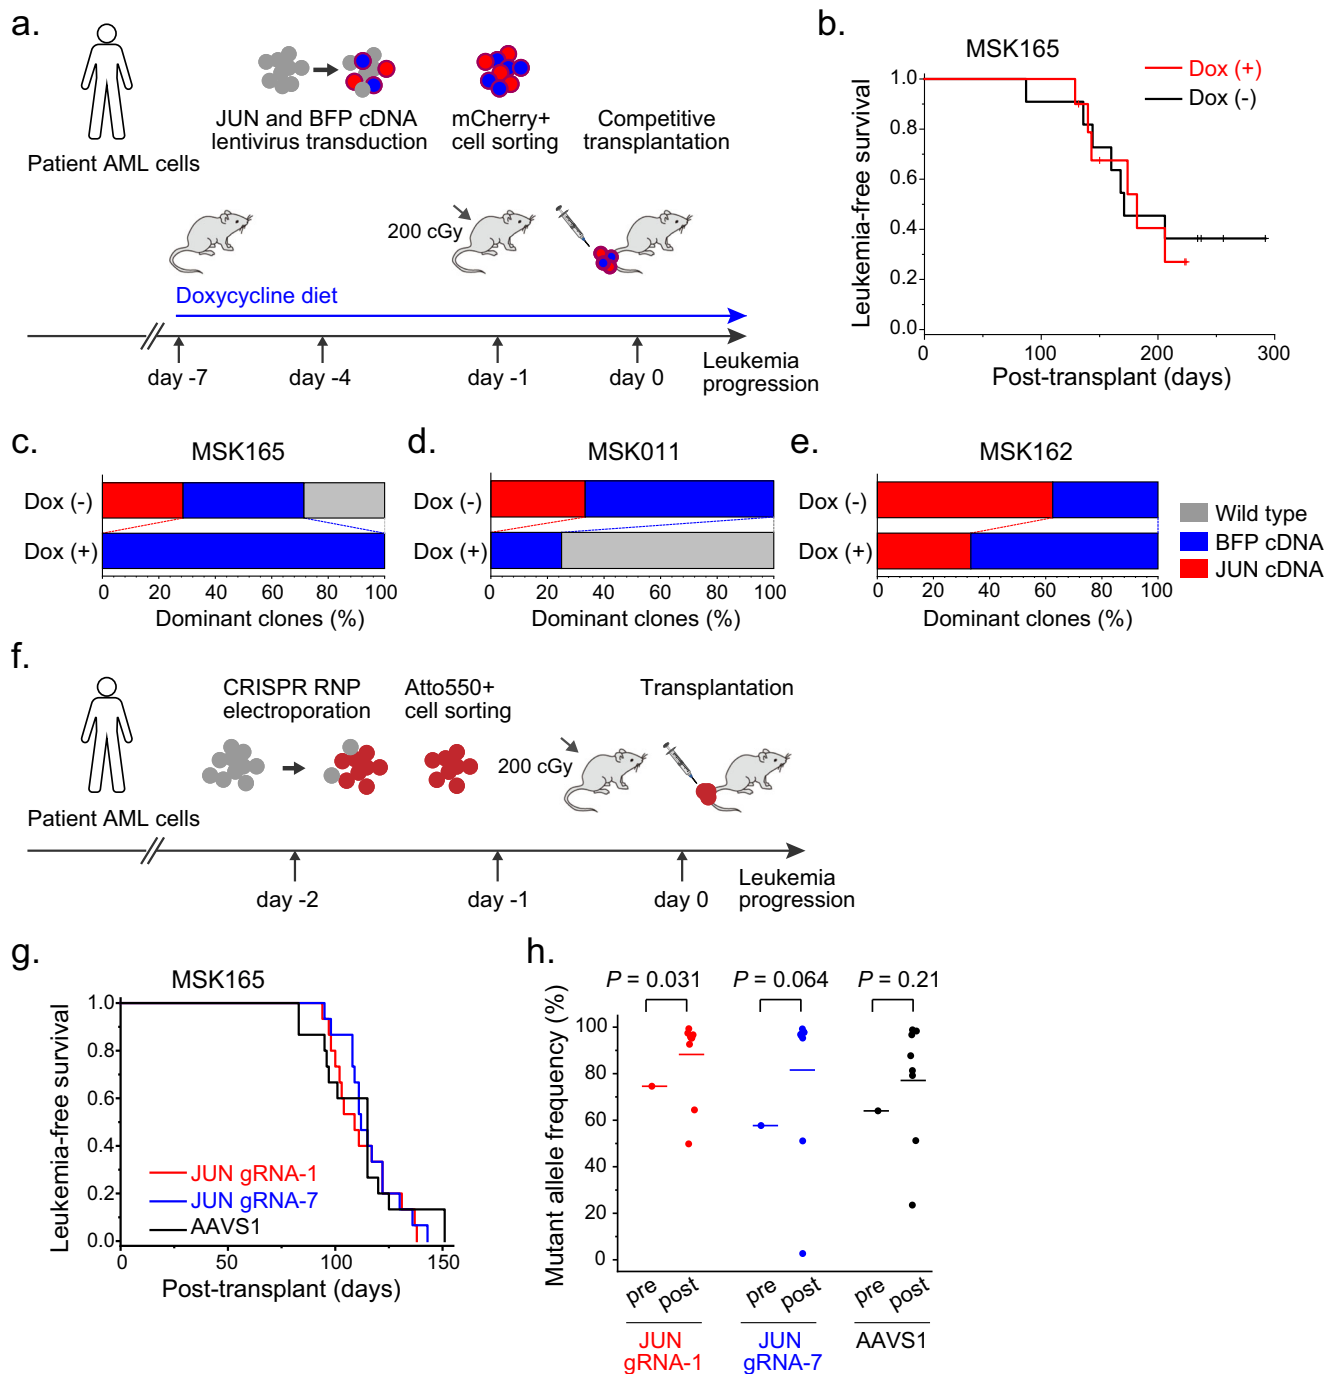 a.
Patient AML cells
JUN and BFP cDNA
lentivirus transduction
mCherry+
cell sorting
Competitive
transplantation
200 cGy
Doxycycline diet
day -7
day -4
day -1
day 0
Leukemia
progression
b.
MSK165
Dox (+)
Dox (-)
Leukemia-free survival
1.0
0.8
0.6
0.4
0.2
0.0
0
100
200
300
Post-transplant (days)
c.
MSK165
Dox (-)
Dox (+)
0
20
40
60
80
100
Dominant clones (%)
d.
MSK011
Dox (-)
Dox (+)
0
20
40
60
80
100
Dominant clones (%)
e.
MSK162
Dox (-)
Dox (+)
0
20
40
60
80
100
Dominant clones (%)
Wild type
BFP cDNA
JUN cDNA
f.
Patient AML cells
CRISPR RNP
electroporation
Atto550+
cell sorting
Transplantation
200 cGy
day -2
day -1
day 0
Leukemia
progression
g.
MSK165
Leukemia-free survival
1.0
0.8
0.6
0.4
0.2
0.0
JUN gRNA-1
JUN gRNA-7
AAVS1
0
50
100
150
Post-transplant (days)
h.
P = 0.031
P = 0.064
P = 0.21
Mutant allele frequency (%)
100
80
60
40
20
0
pre
post
pre
post
pre
post
JUN
gRNA-1
JUN
gRNA-7
AAVS1